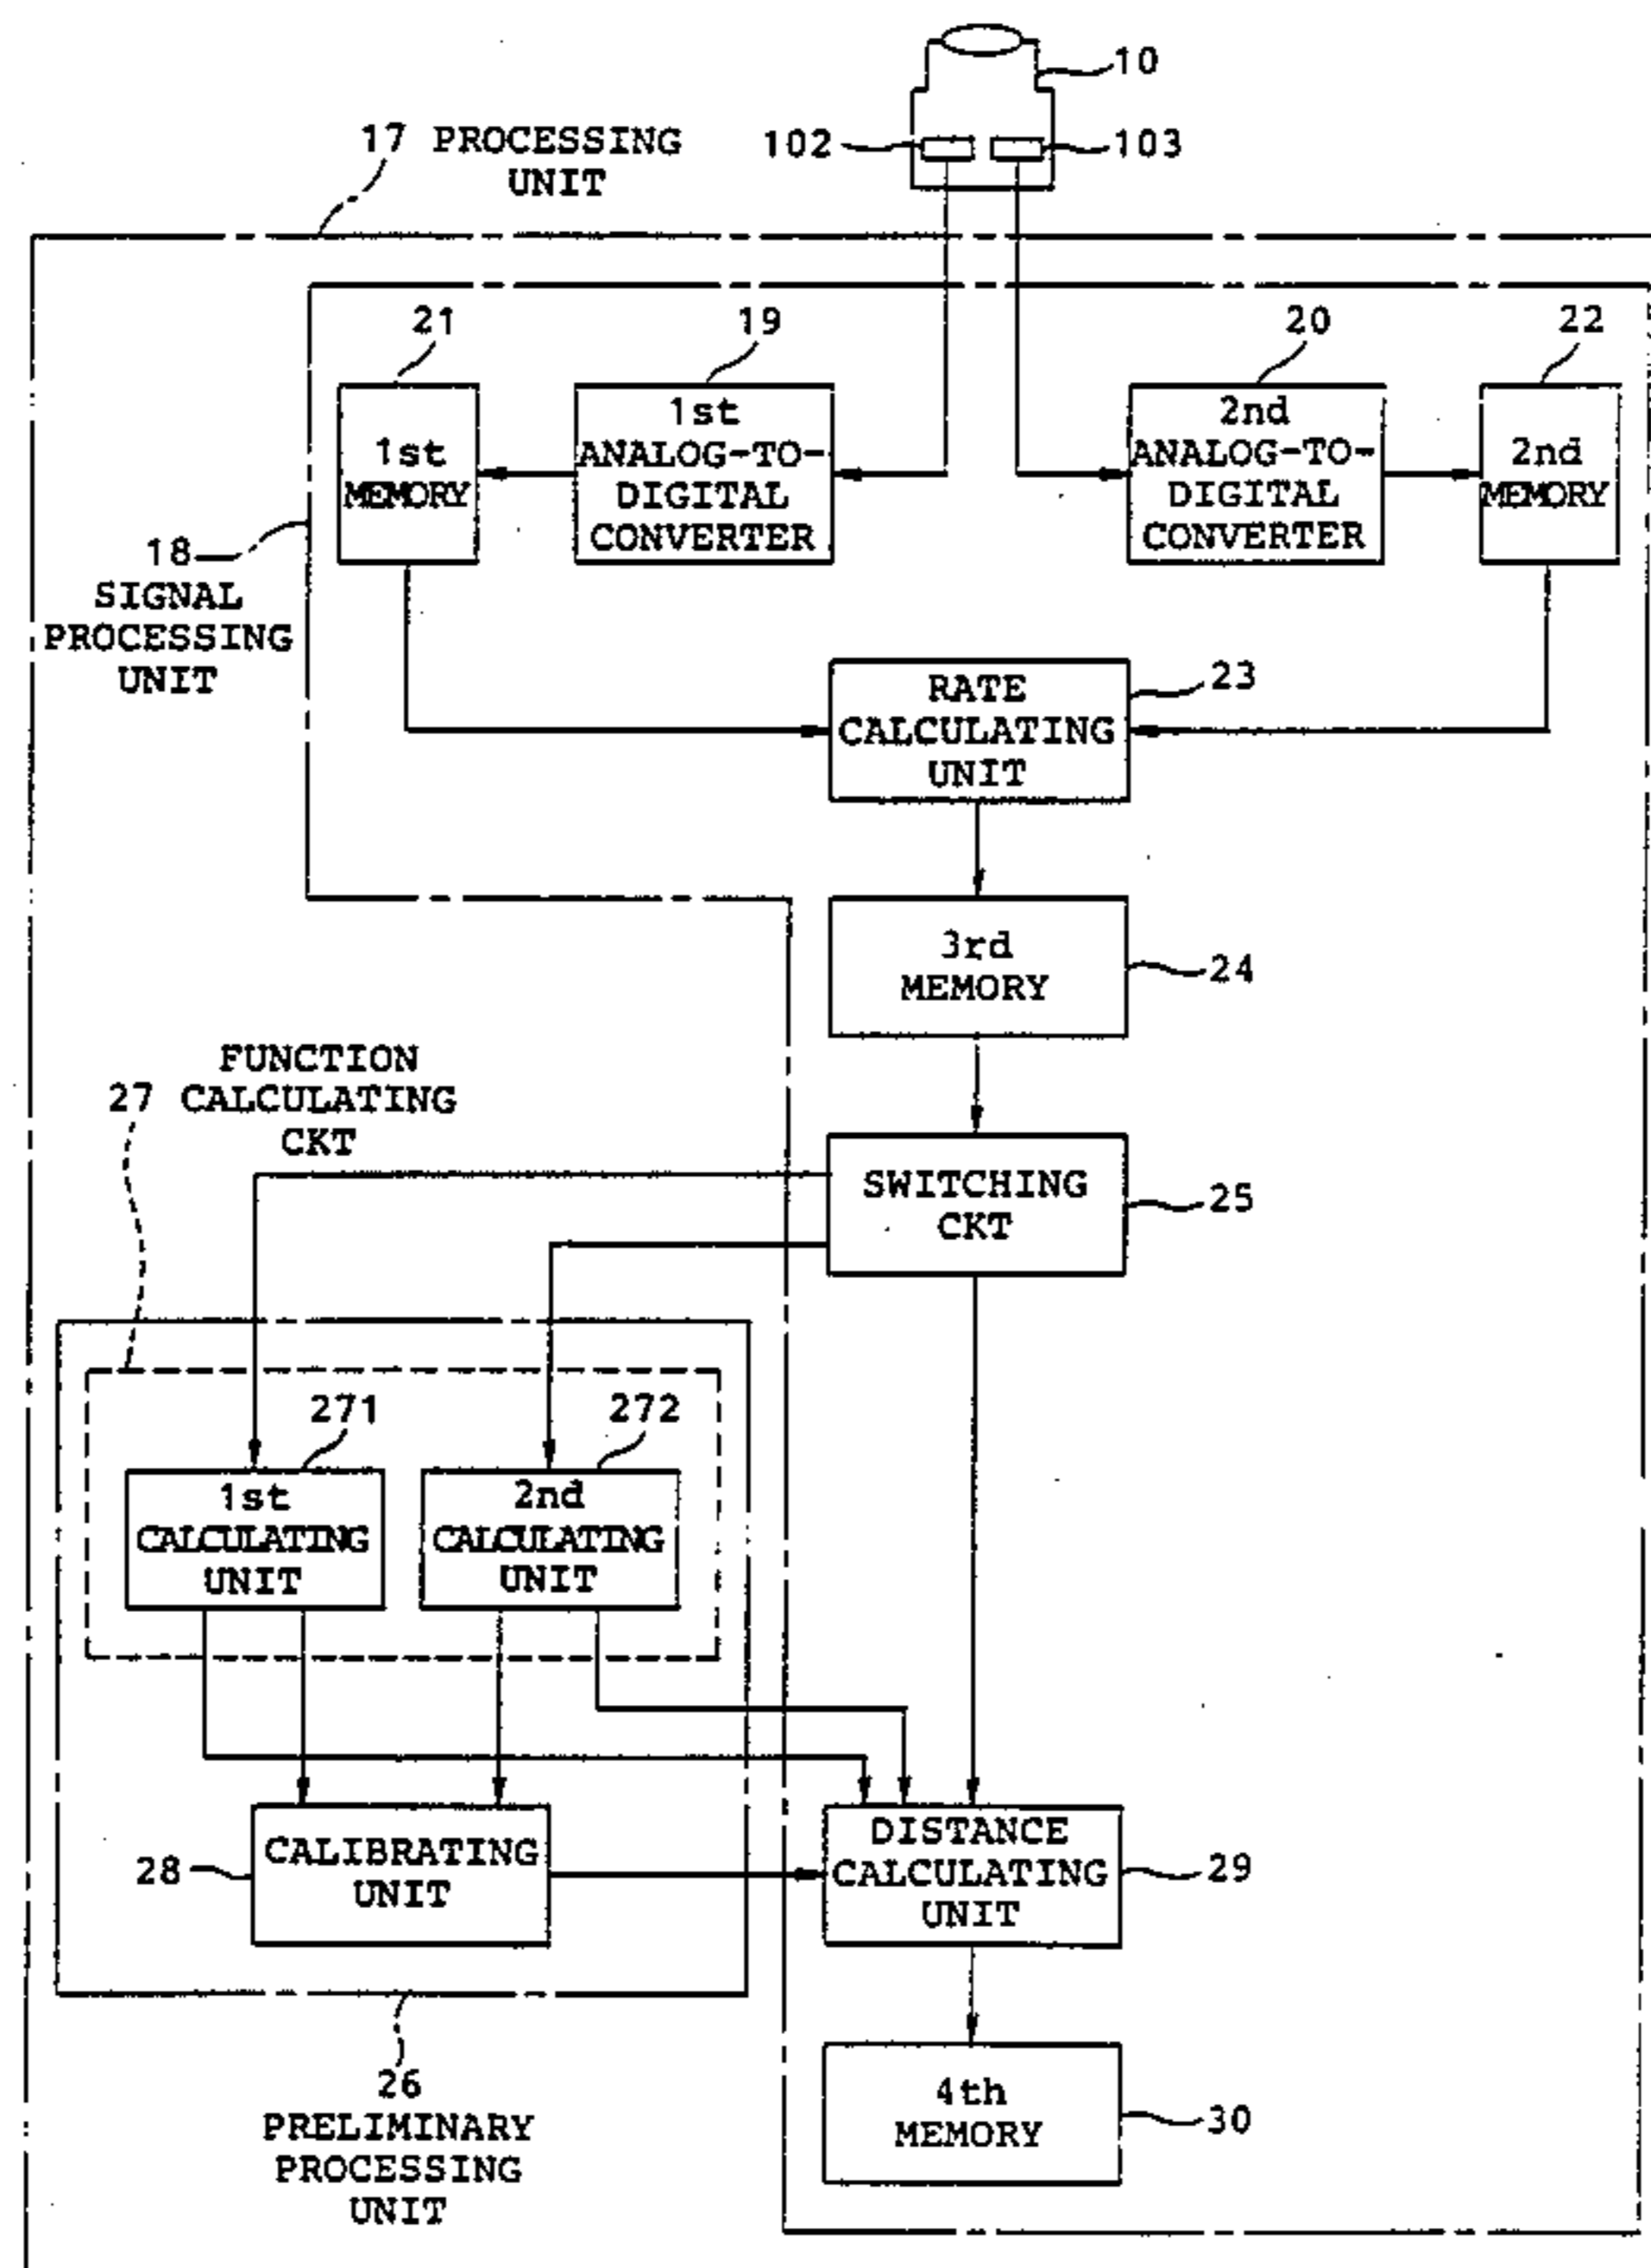 10
17 PROCESSING
UNIT
102
103
21
19
20
22
1st
MEMORY
1st
ANALOG-TO-
DIGITAL
CONVERTER
2nd
ANALOG-TO-
DIGITAL
CONVERTER
2nd
MEMORY
18
SIGNAL
PROCESSING
UNIT
RATE
CALCULATING
UNIT
23
3rd
MEMORY
24
FUNCTION
27 CALCULATING
CKT
SWITCHING
CKT
25
271
272
1st
CALCULATING
UNIT
2nd
CALCULATING
UNIT
28
CALIBRATING
UNIT
DISTANCE
CALCULATING
UNIT
29
26
PRELIMINARY
PROCESSING
UNIT
4th
MEMORY
30